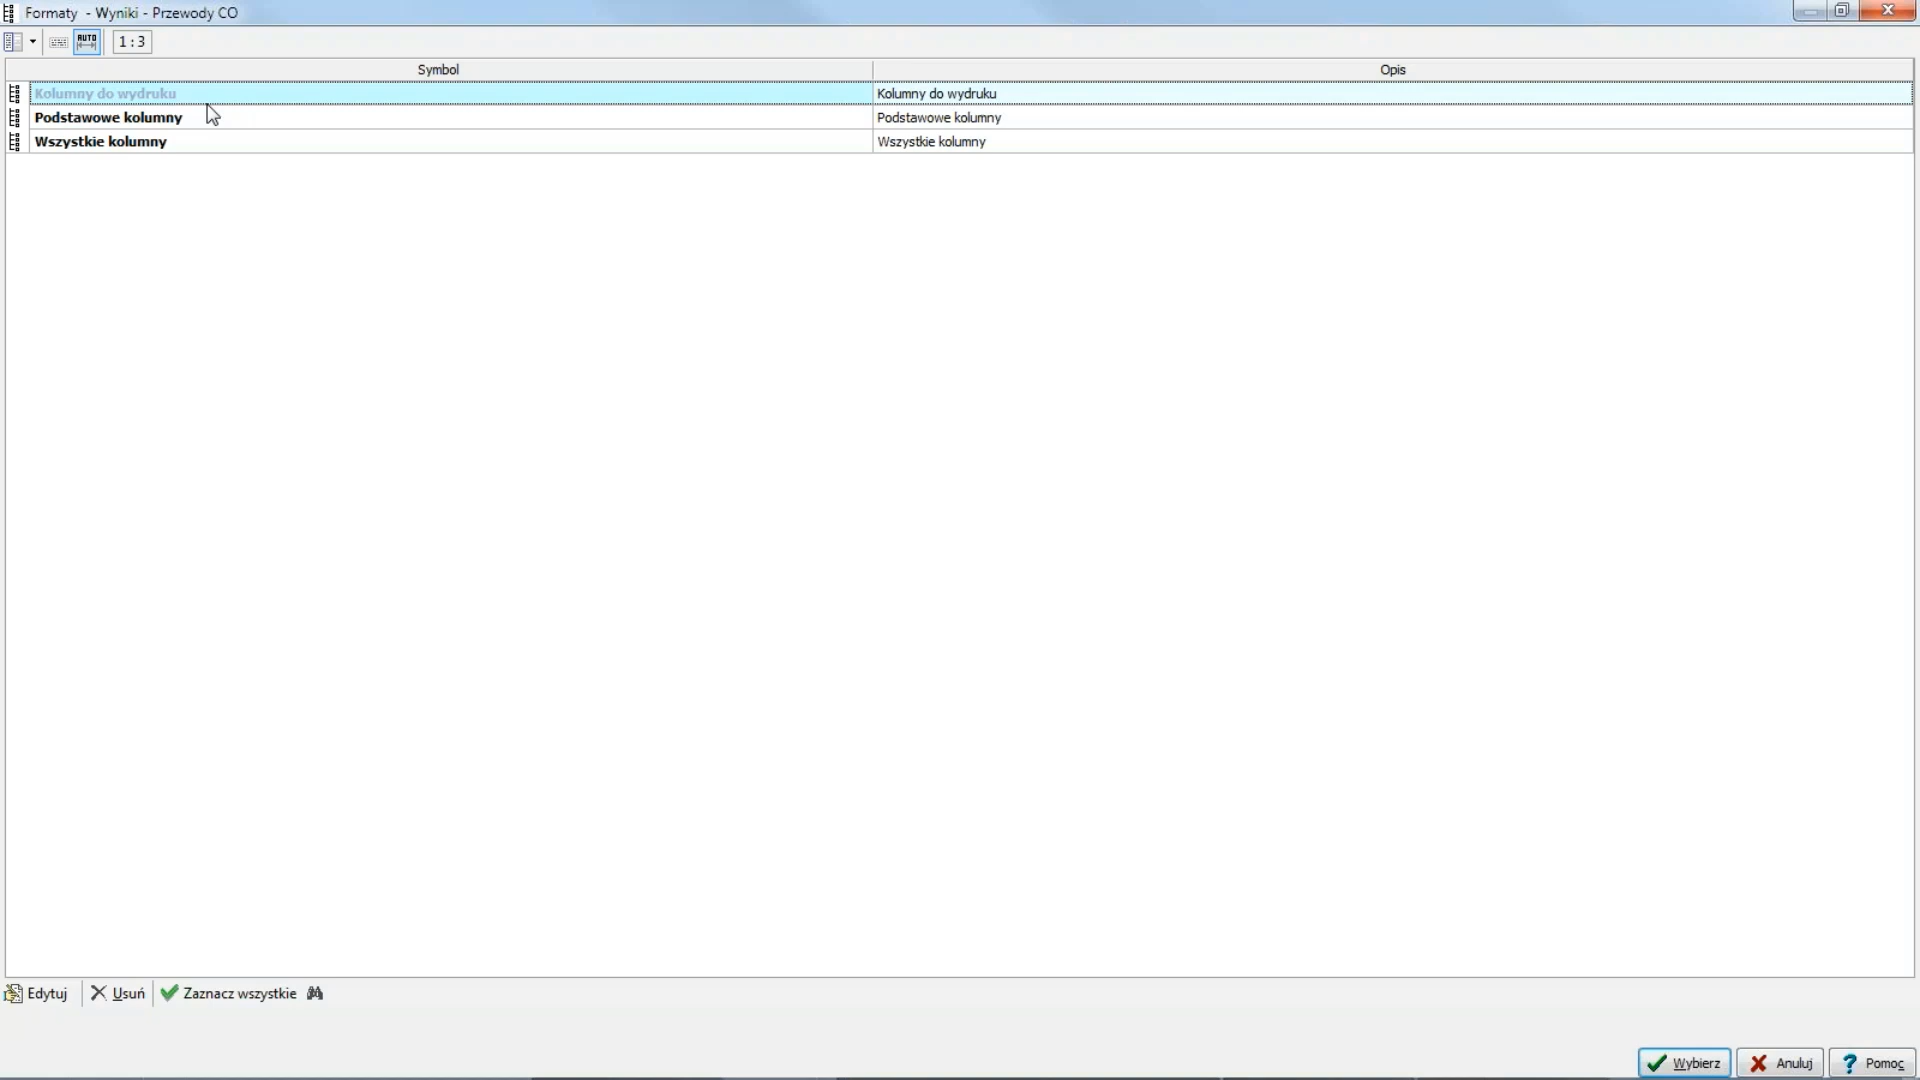 Formaty - Wyniki - Przewody CO
AUTO
1 : 3
Symbol Opis
Kolumny do wydruku Kolumny do wydruku
Podstawowe kolumny Podstawowe kolumny
Wszystkie kolumny Wszystkie kolumny
Edytuj Usuń Zaznacz wszystkie
Wybierz Anuluj ? Pomoc